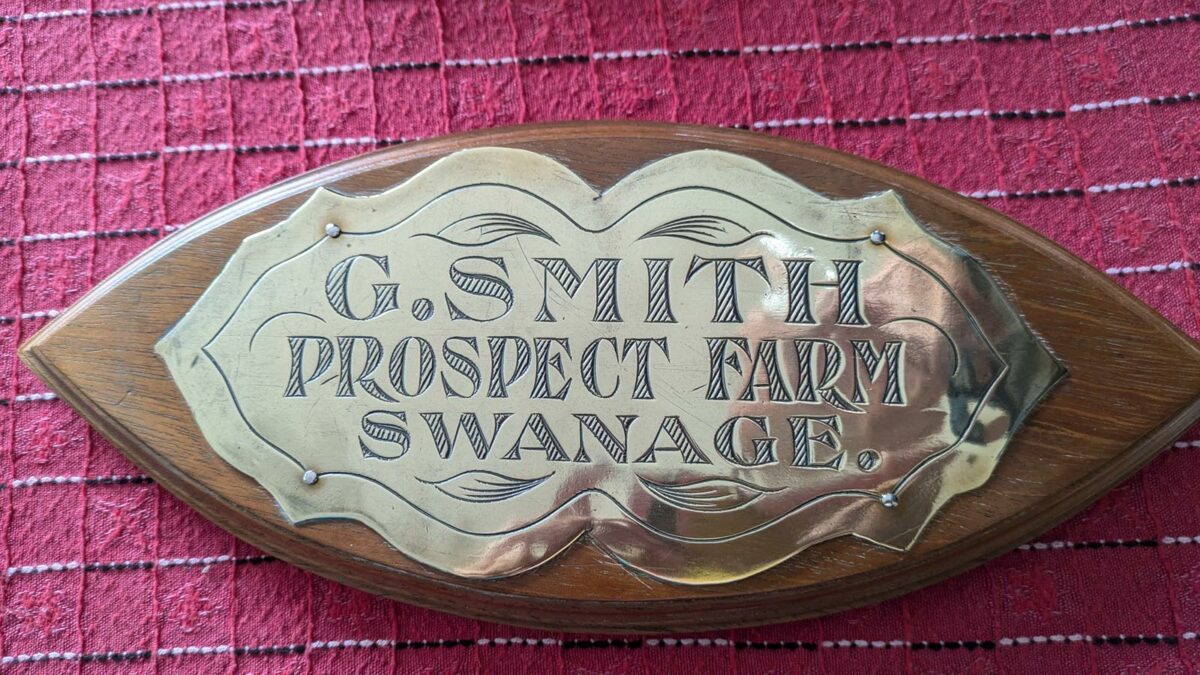 G. SMITH
PROSPECT FARM
SWANAGE.